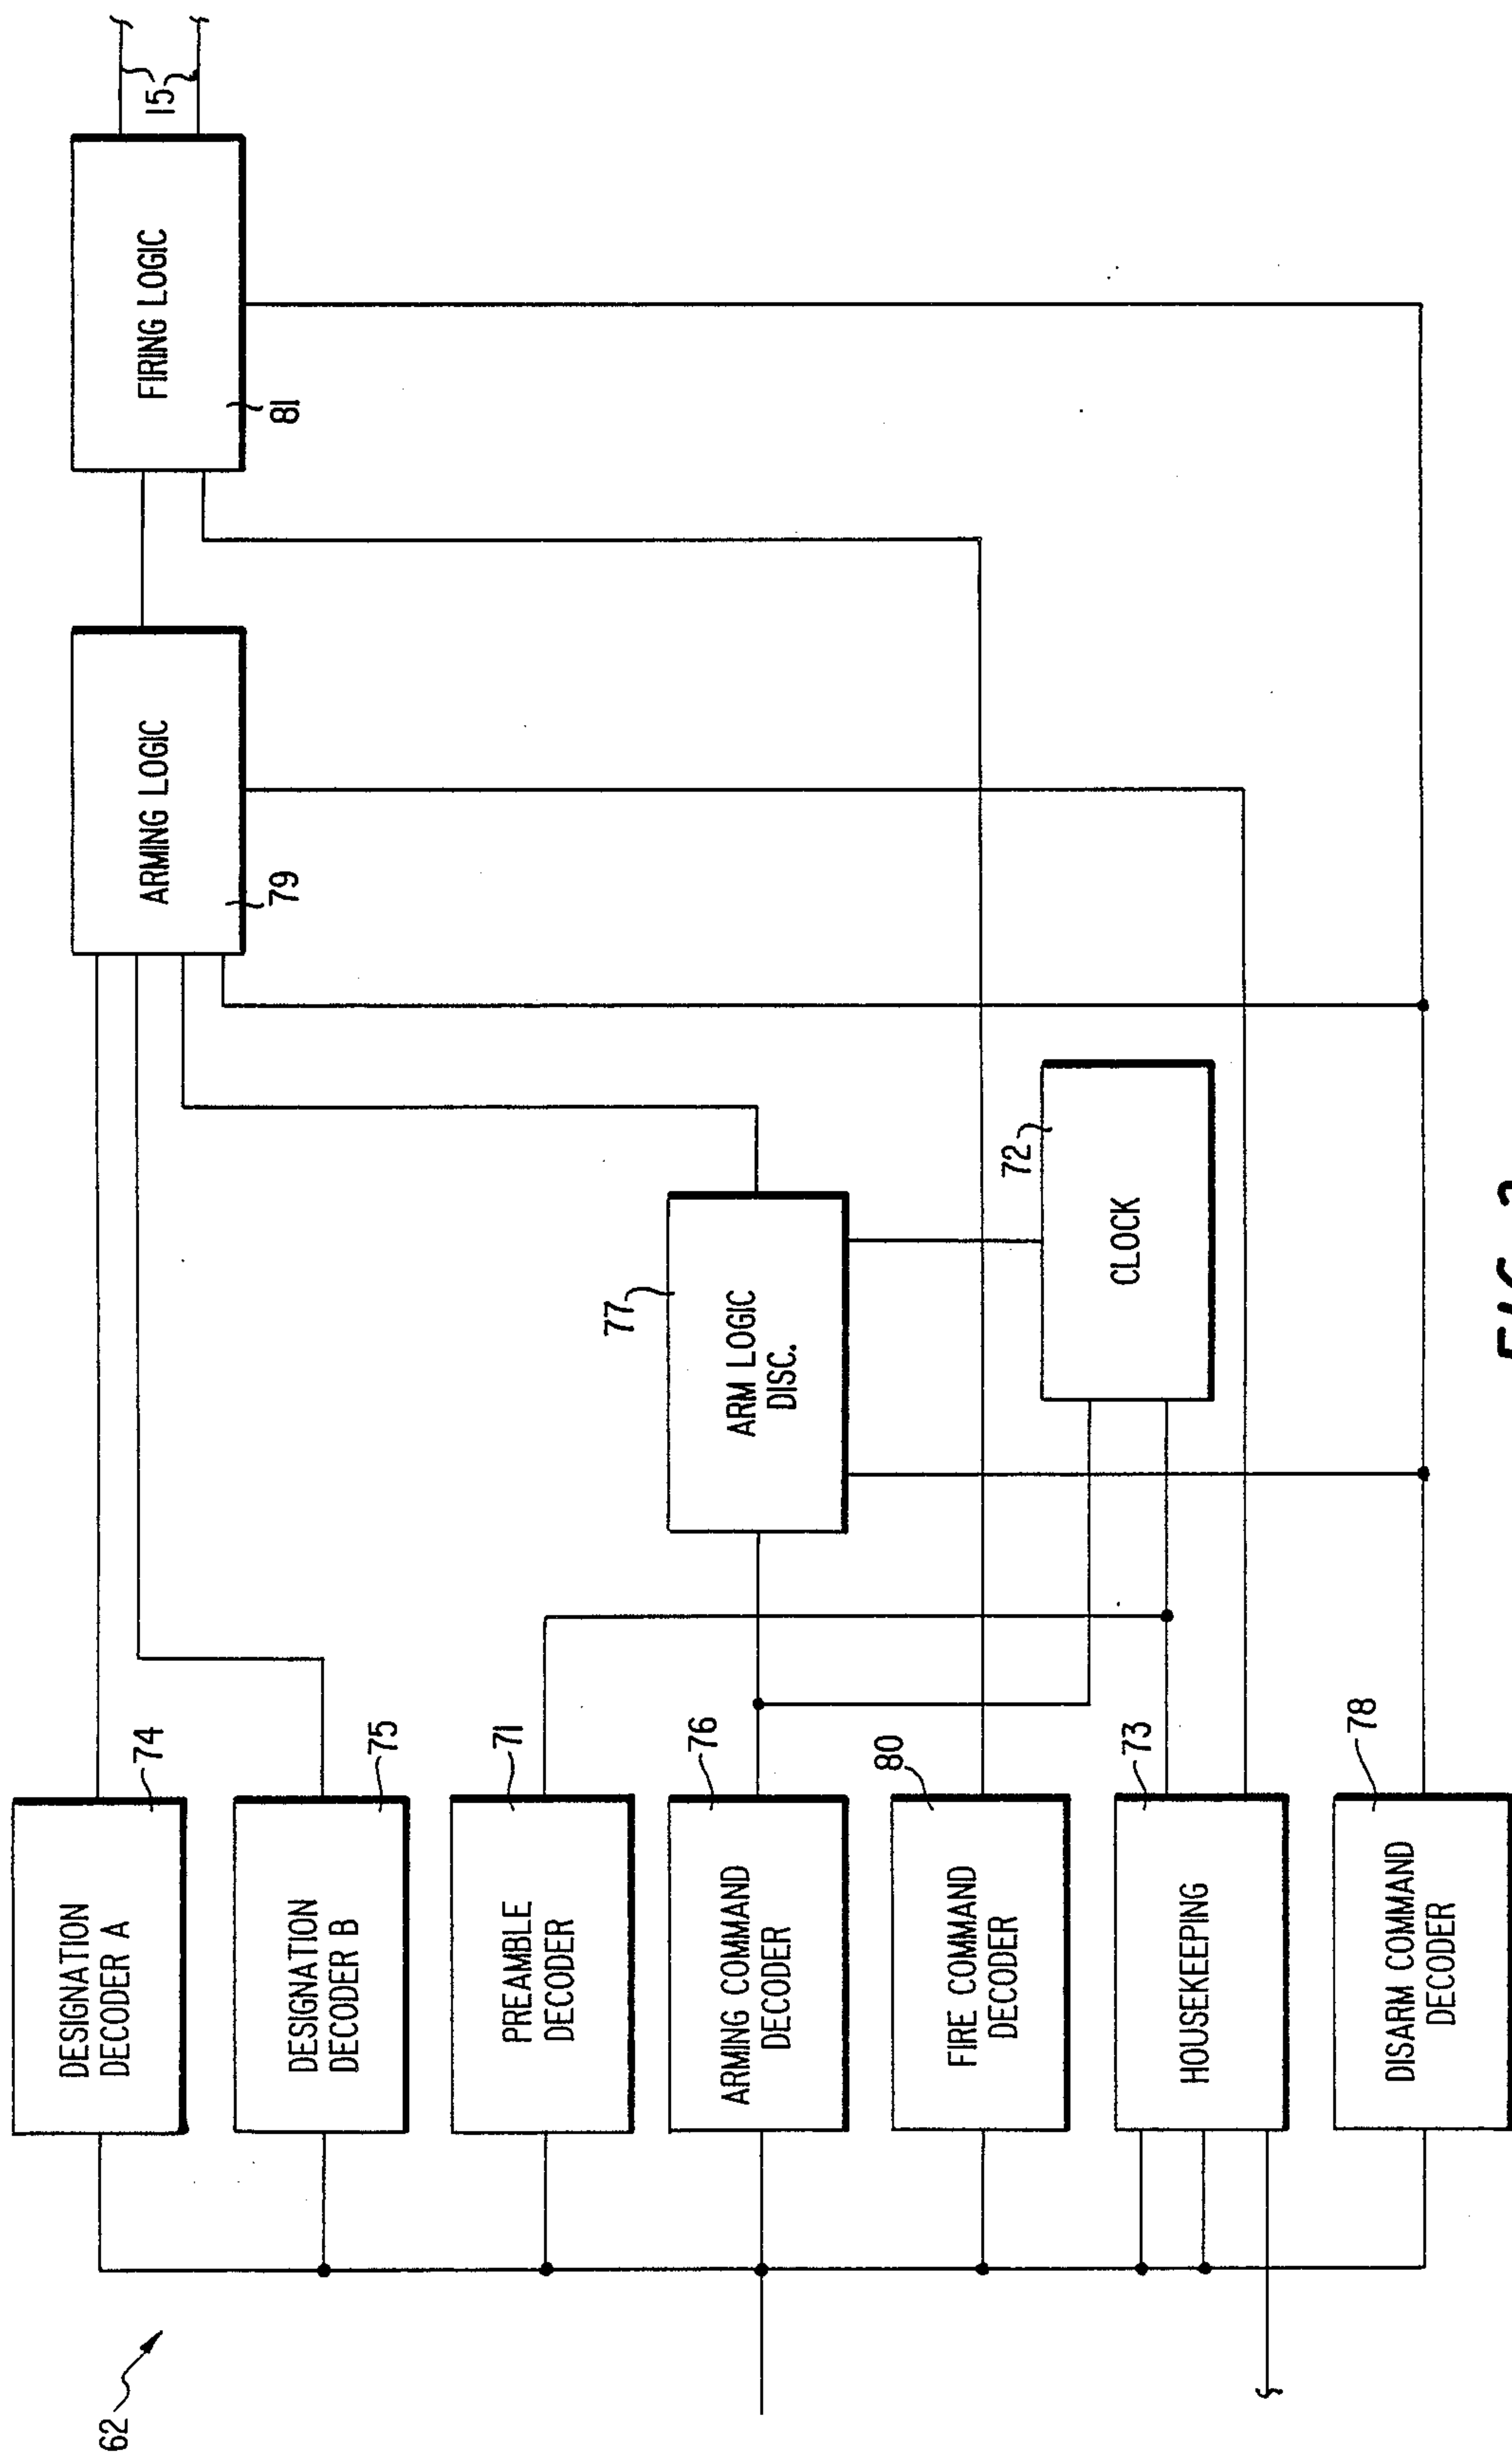 62
DESIGNATION
DECODER A
74
DESIGNATION
DECODER B
75
PREAMBLE
DECODER
71
ARMING COMMAND
DECODER
76
FIRE COMMAND
DECODER
80
HOUSEKEEPING
73
DISARM COMMAND
DECODER
78
ARM LOGIC
DISC.
77
CLOCK
72
ARMING LOGIC
79
FIRING LOGIC
81
15